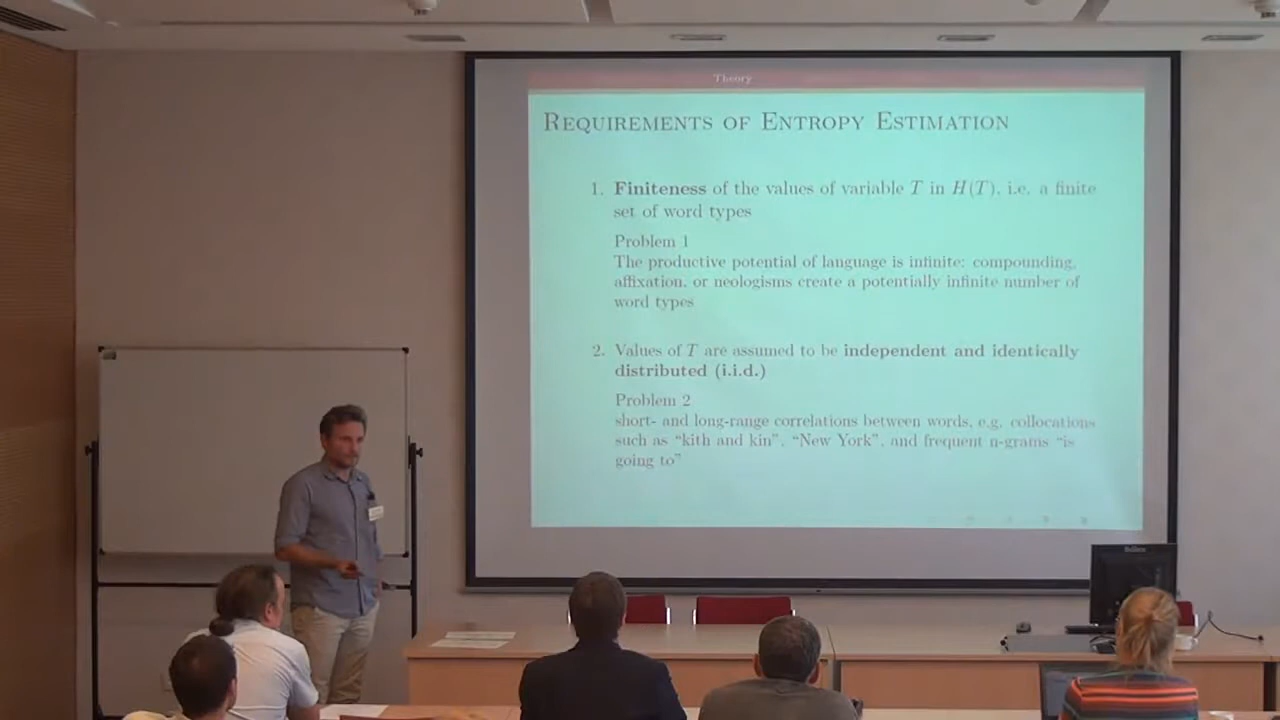 Theory
REQUIREMENTS OF ENTROPY ESTIMATION
1. Finiteness of the values of variable T in H(T), i.e. a finite
set of word types
Problem 1
The productive potential of language is infinite: compounding,
affixation, or neologisms create a potentially infinite number of
word types
2. Values of T are assumed to be independent and identically
distributed (i.i.d.)
Problem 2
short- and long-range correlations between words, e.g. collocations
such as “kith and kin”, “New York”, and frequent n-grams “is
going to”